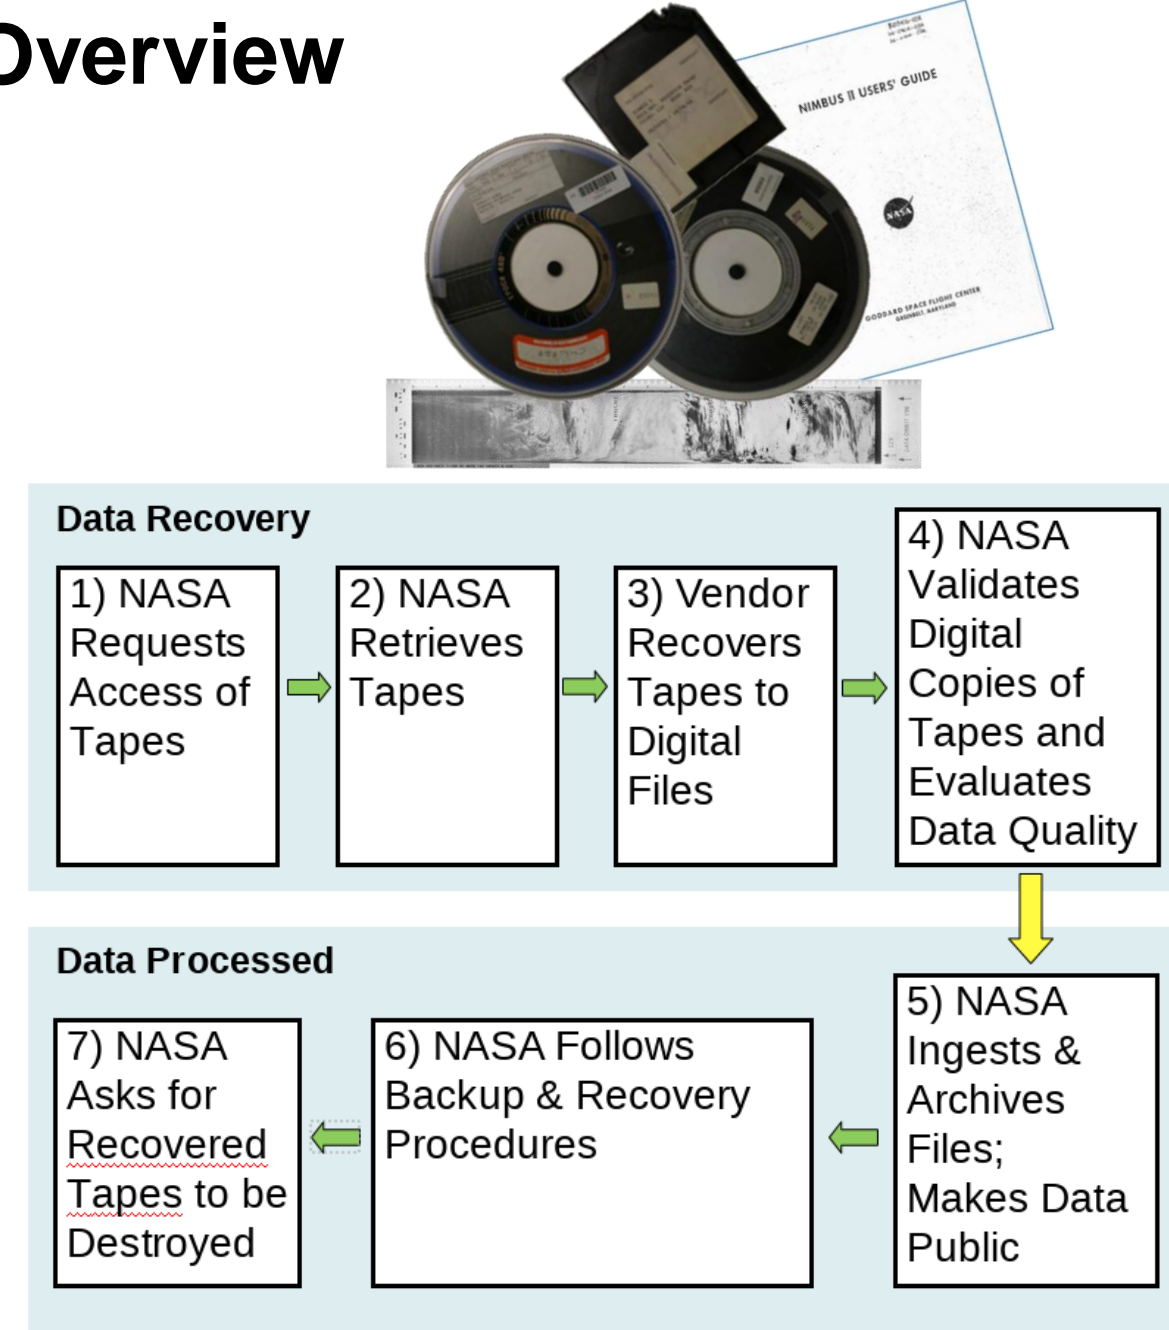 Overview
NIMBUS II USERS' GUIDE
NASA
GODDARD SPACE FLIGHT CENTER
GREENBELT, MARYLAND
Data Recovery
1) NASA
Requests
Access of
Tapes
2) NASA
Retrieves
Tapes
3) Vendor
Recovers
Tapes to
Digital
Files
4) NASA
Validates
Digital
Copies of
Tapes and
Evaluates
Data Quality
Data Processed
7) NASA
Asks for
Recovered
Tapes to be
Destroyed
6) NASA Follows
Backup & Recovery
Procedures
5) NASA
Ingests &
Archives
Files;
Makes Data
Public